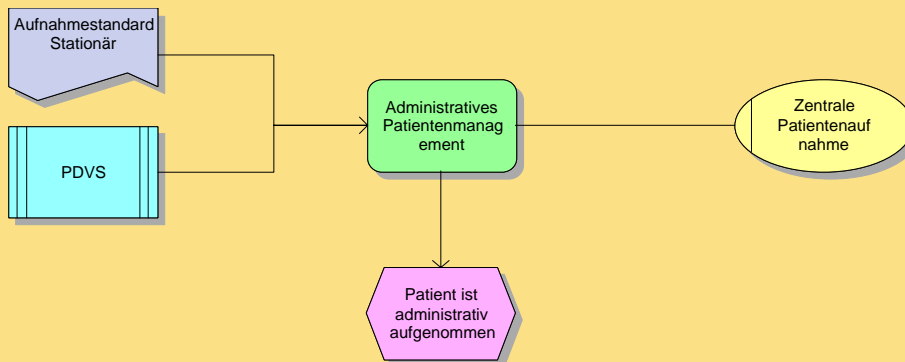 Aufnahmestandard
Stationär
PDVS
Administratives
Patientenmanag
ement
Zentrale
Patientenauf
nahme
Patient ist
administrativ
aufgenommen